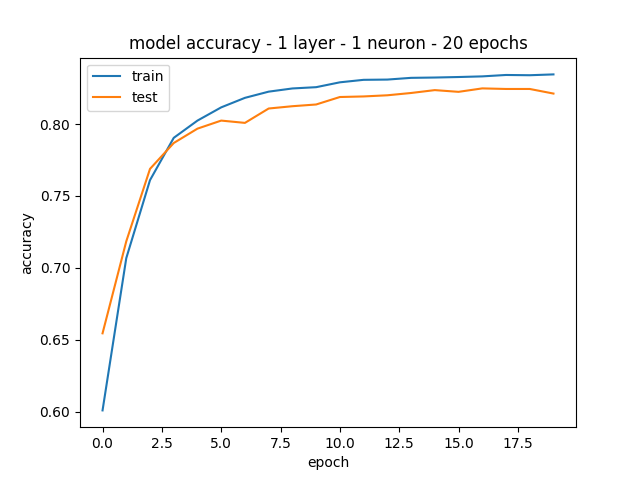 model accuracy - 1 layer - 1 neuron - 20 epochs
train
test
accuracy
0.80
0.75
0.70
0.65
0.60
0.0 2.5 5.0 7.5 10.0 12.5 15.0 17.5
epoch